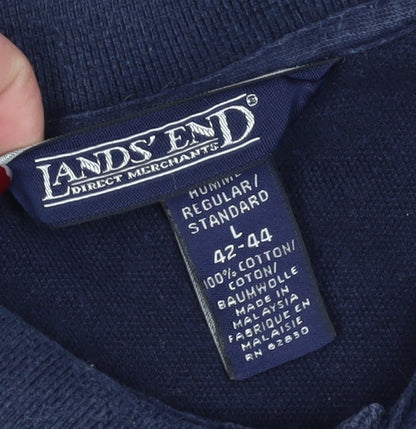 LANDS' END®
DIRECT MERCHANTS
HOMME
REGULAR/
STANDARD
L
42-44
100% COTTON/
COTON/
BAUMWOLLE
MADE IN
MALAYSIA
FABRIQUE EN
MALAISIE
RN 62830